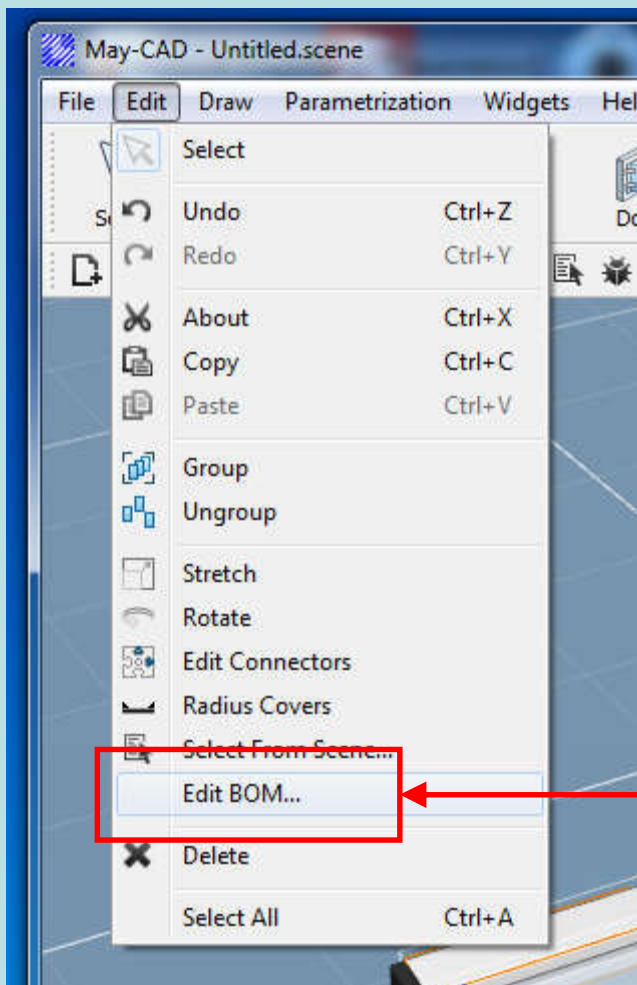 May-CAD - Untitled.scene
File Edit Draw Parametrization Widgets
Select
Undo Ctrl+Z
Redo Ctrl+Y
About Ctrl+X
Copy Ctrl+C
Paste Ctrl+V
Group
Ungroup
Stretch
Rotate
Edit Connectors
Radius Covers
Select From Scene...
Edit BOM...
Delete
Select All Ctrl+A